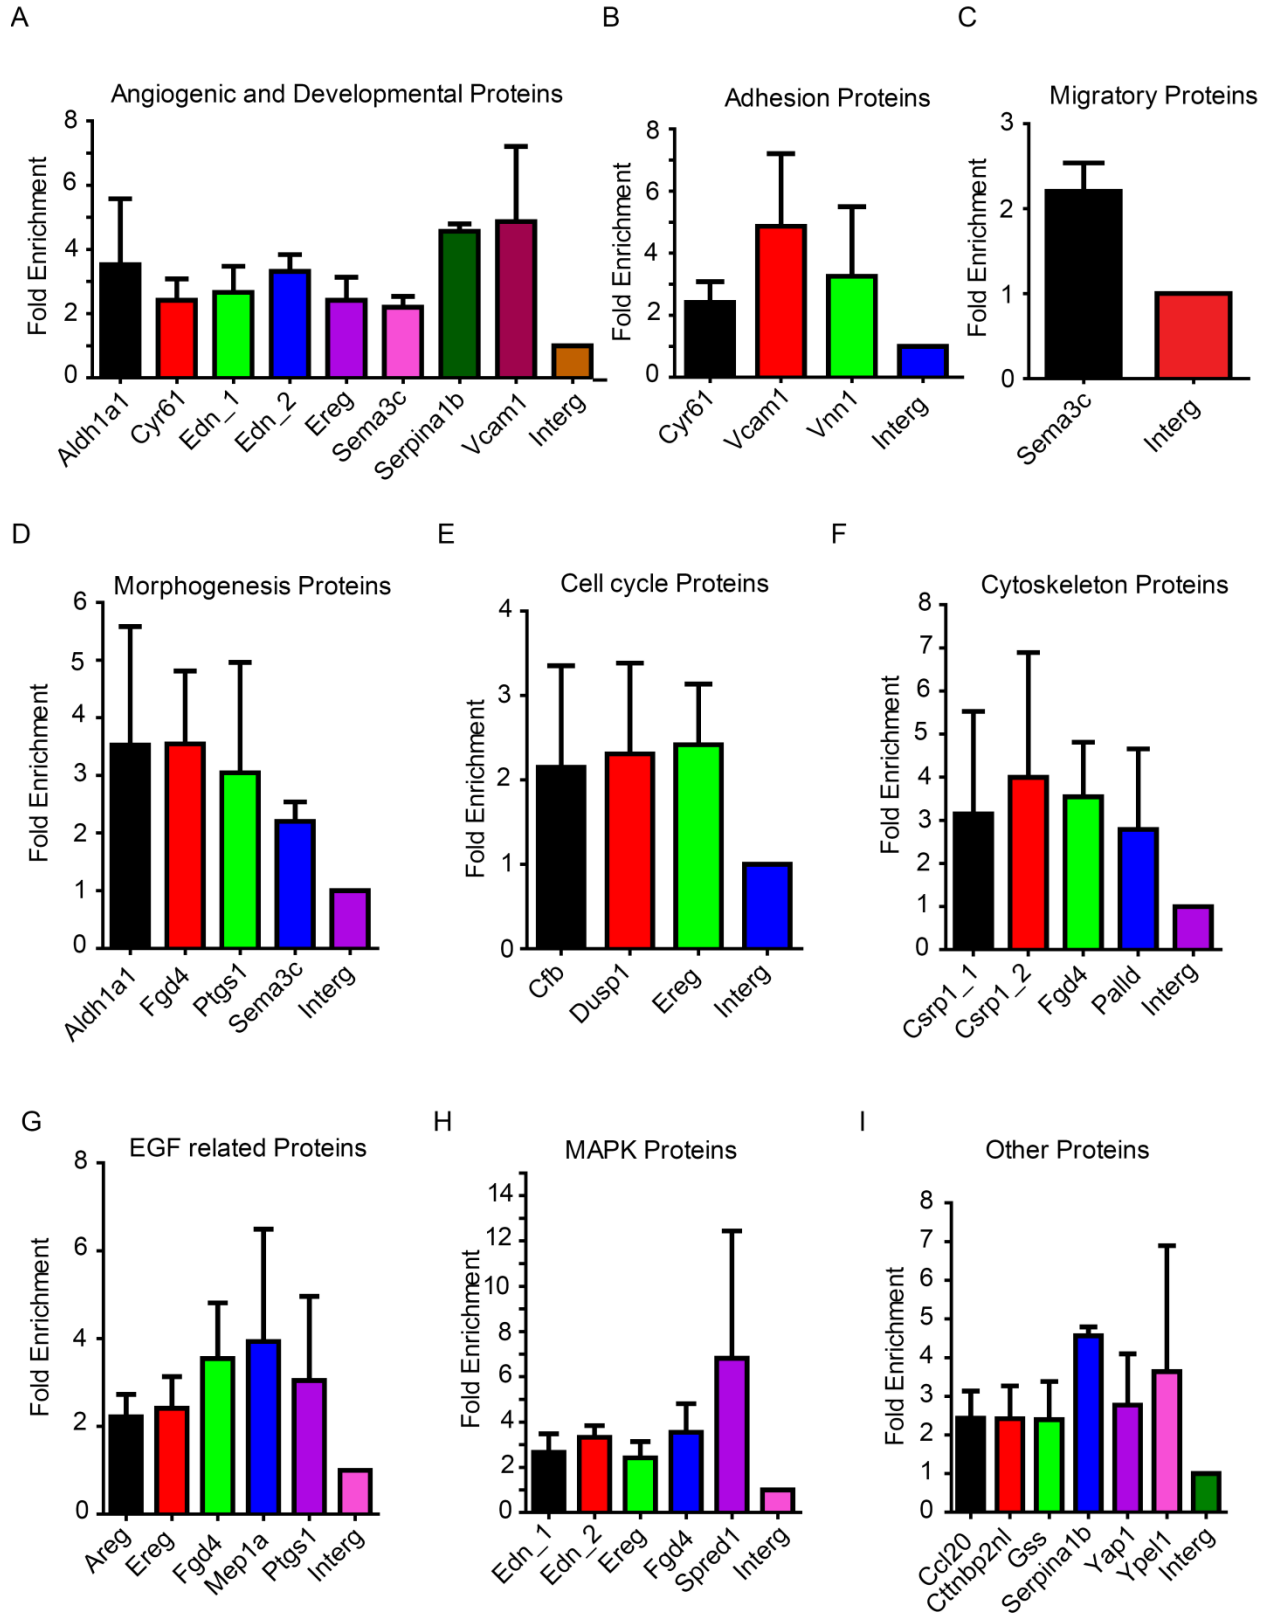 A
B
C
Angiogenic and Developmental Proteins
Adhesion Proteins
Migratory Proteins
Fold Enrichment
8
6
4
2
0
Aldh1a1
Cyr61
Edn_1
Edn_2
Ereg
Sema3c
Serpina1b
Vcam1
Interg
Fold Enrichment
8
6
4
2
0
Cyr61
Vcam1
Vnn1
Interg
Fold Enrichment
3
2
1
0
Sema3c
Interg
D
E
F
Morphogenesis Proteins
Cell cycle Proteins
Cytoskeleton Proteins
Fold Enrichment
6
5
4
3
2
1
0
Aldh1a1
Fgd4
Ptgs1
Sema3c
Interg
Fold Enrichment
4
3
2
1
0
Cfb
Dusp1
Ereg
Interg
Fold Enrichment
8
7
6
5
4
3
2
1
0
Csrp1_1
Csrp1_2
Fgd4
Palld
Interg
G
H
I
EGF related Proteins
MAPK Proteins
Other Proteins
Fold Enrichment
8
6
4
2
0
Areg
Ereg
Fgd4
Mep1a
Ptgs1
Interg
Fold Enrichment
14
12
10
8
6
4
2
0
Edn_1
Edn_2
Ereg
Fgd4
Spred1
Interg
Fold Enrichment
8
7
6
5
4
3
2
1
0
Ccl20
Cttnbp2nl
Gss
Serpina1b
Yap1
Ypel1
Interg